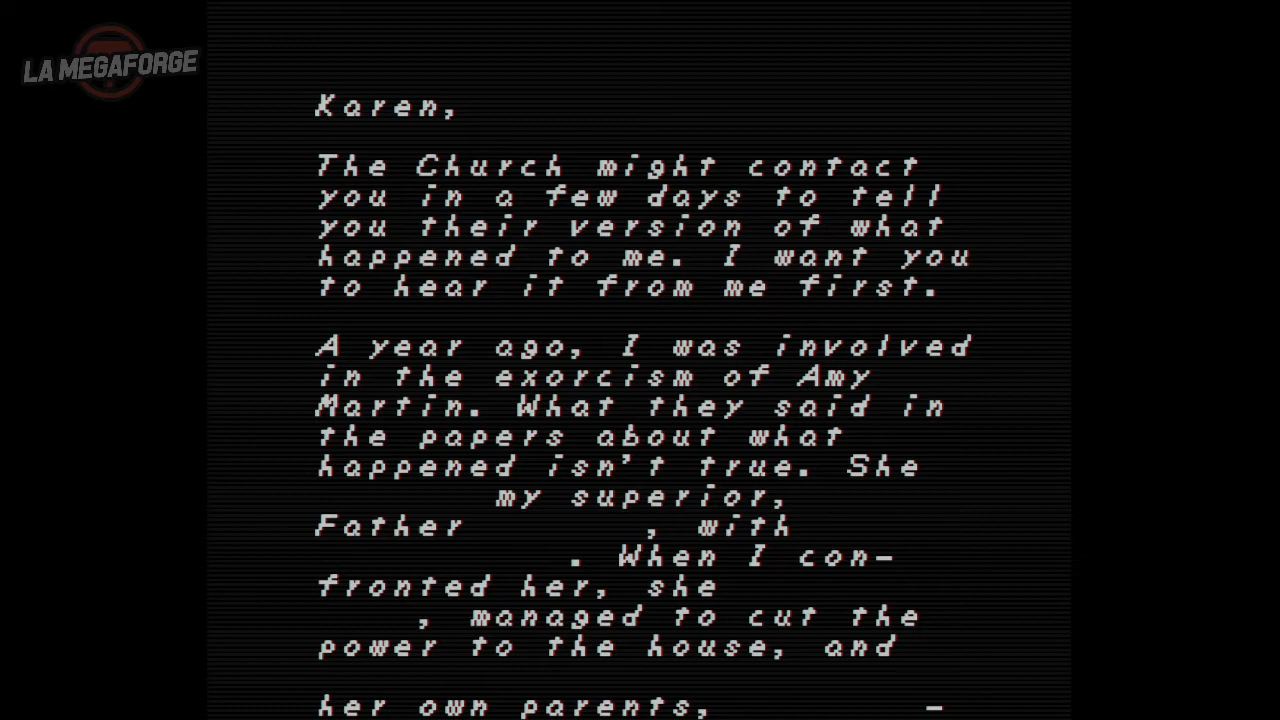 LA MEGAFORGE
Karen,
The Church might contact
you in a few days to tell
you their version of what
happened to me. I want you
to hear it from me first.
A year ago, I was involved
in the exorcism of Amy
Martin. What they said in
the papers about what
happened isn't true. She
my superior,
Father , with
. When I con-
fronted her, she
, managed to cut the
power to the house, and
her own parents, -